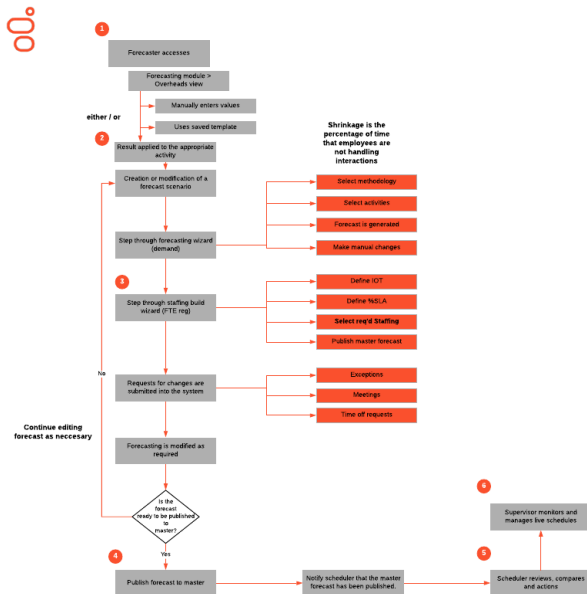 1
Forecaster accesses
Forecasting module >
Overheads view
either / or
Manually enters values
Uses saved template
2
Result applied to the appropriate
activity
Creation or modification of a
forecast scenario
Shrinkage is the
percentage of time
that employees are
not handling
interactions
Select methodology
Select activities
Forecast is generated
Make manual changes
Step through forecasting wizard
(demand)
3
Step through staffing build
wizard (FTE reg)
Define IOT
Define %SLA
Select req'd Staffing
Publish master forecast
No
Requests for changes are
submitted into the system
Exceptions
Meetings
Time off requests
Continue editing
forecast as neccesary
Forecasting is modified as
required
Is the
forecast
ready to be published
to
master?
Yes
4
Publish forecast to master
Notify scheduler that the master
forecast has been published.
5
Scheduler reviews, compares
and actions
6
Supervisor monitors and
manages live schedules